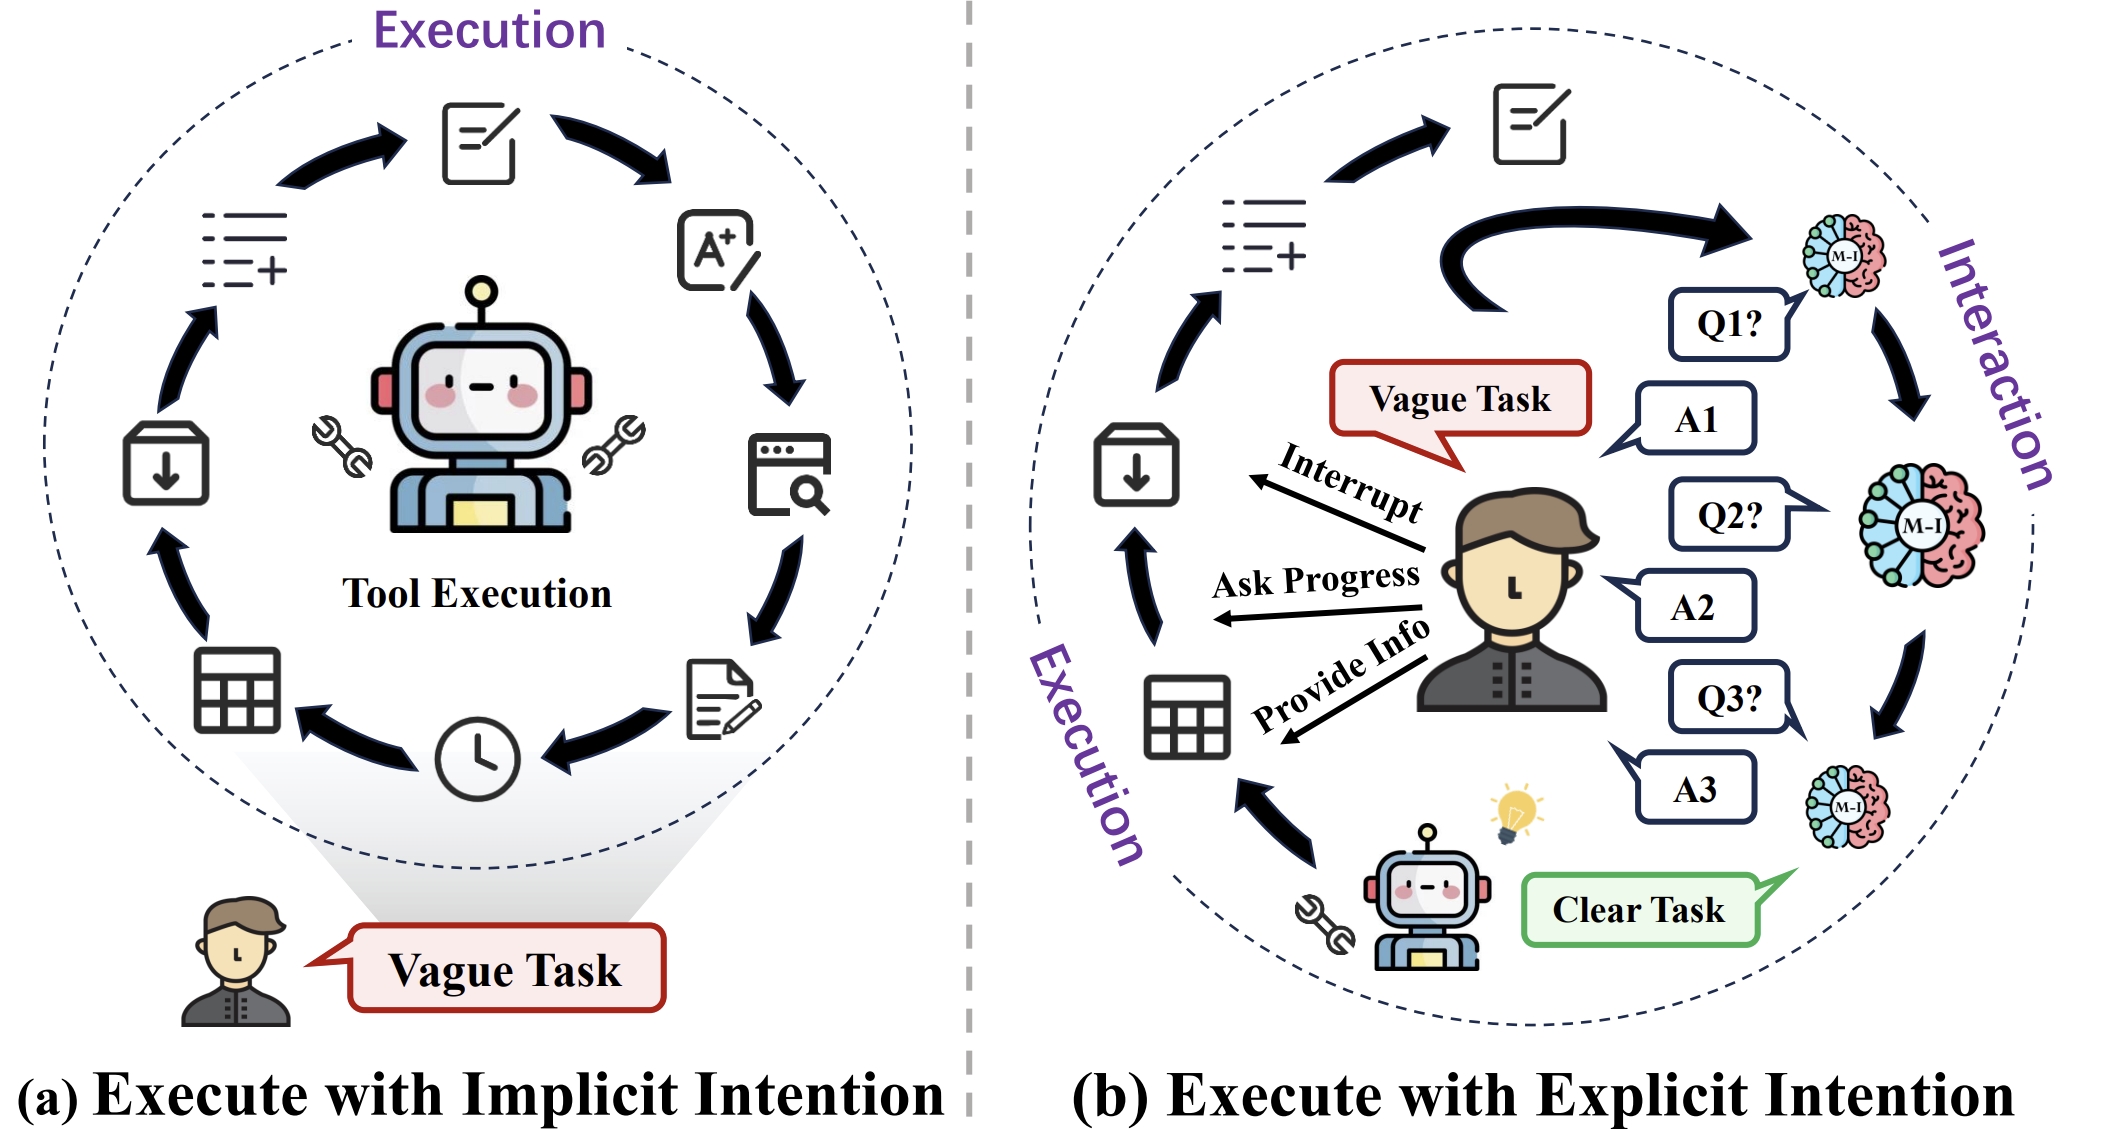 Execution
A+
Tool Execution
Vague Task
(a) Execute with Implicit Intention
M-I
Interaction
Q1?
Vague Task
A1
Interrupt
Q2?
M-I
Ask Progress
A2
Provide Info
Q3?
Execution
A3
M-I
Clear Task
(b) Execute with Explicit Intention